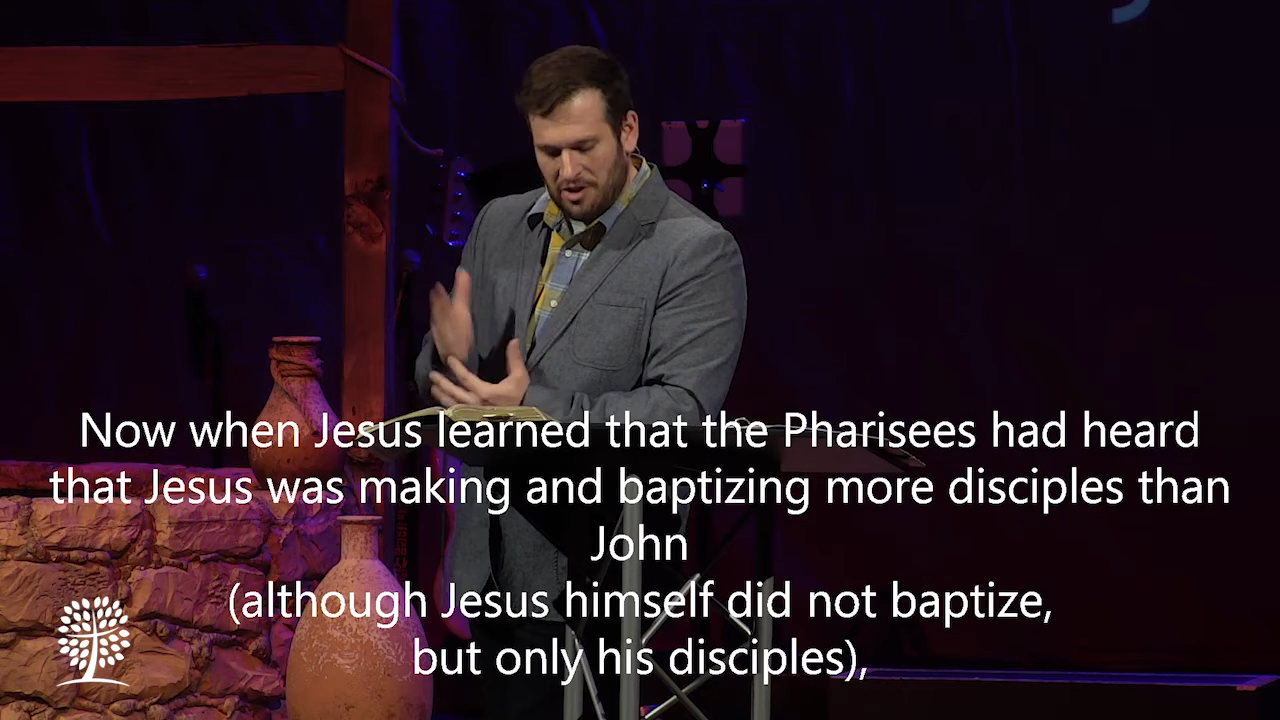 Now when Jesus learned that the Pharisees had heard
that Jesus was making and baptizing more disciples than
John
(although Jesus himself did not baptize,
but only his disciples),